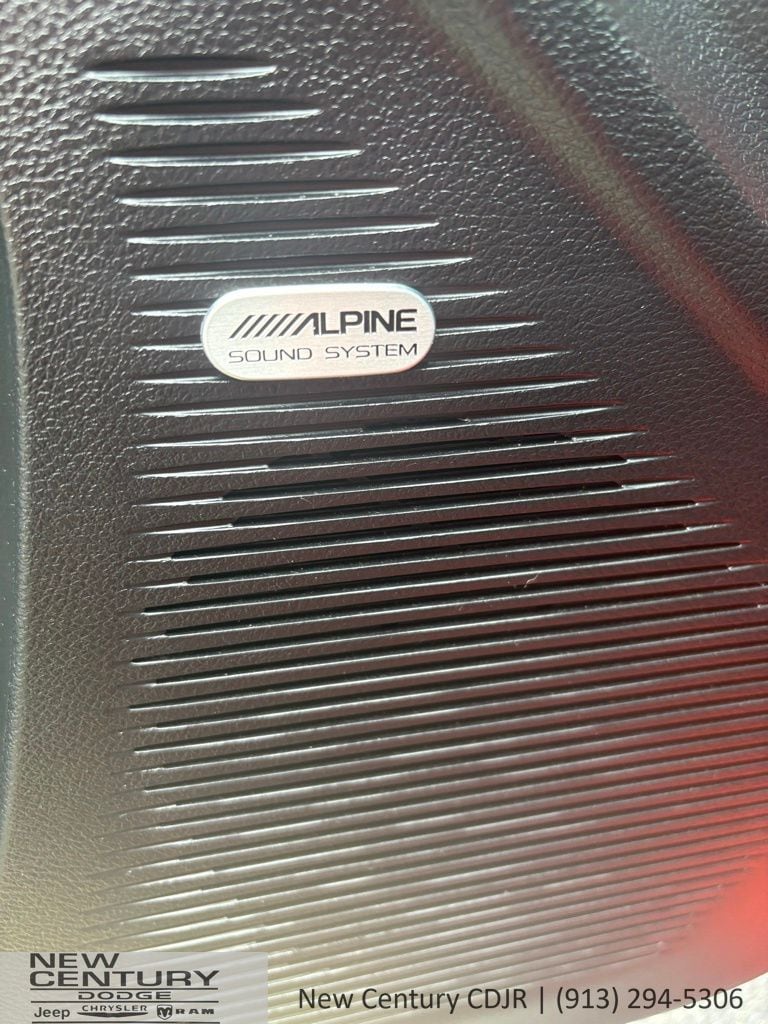 ALPINE
SOUND SYSTEM
NEW
CENTURY
DODGE
Jeep CHRYSLER RAM
New Century CDJR | (913) 294-5306